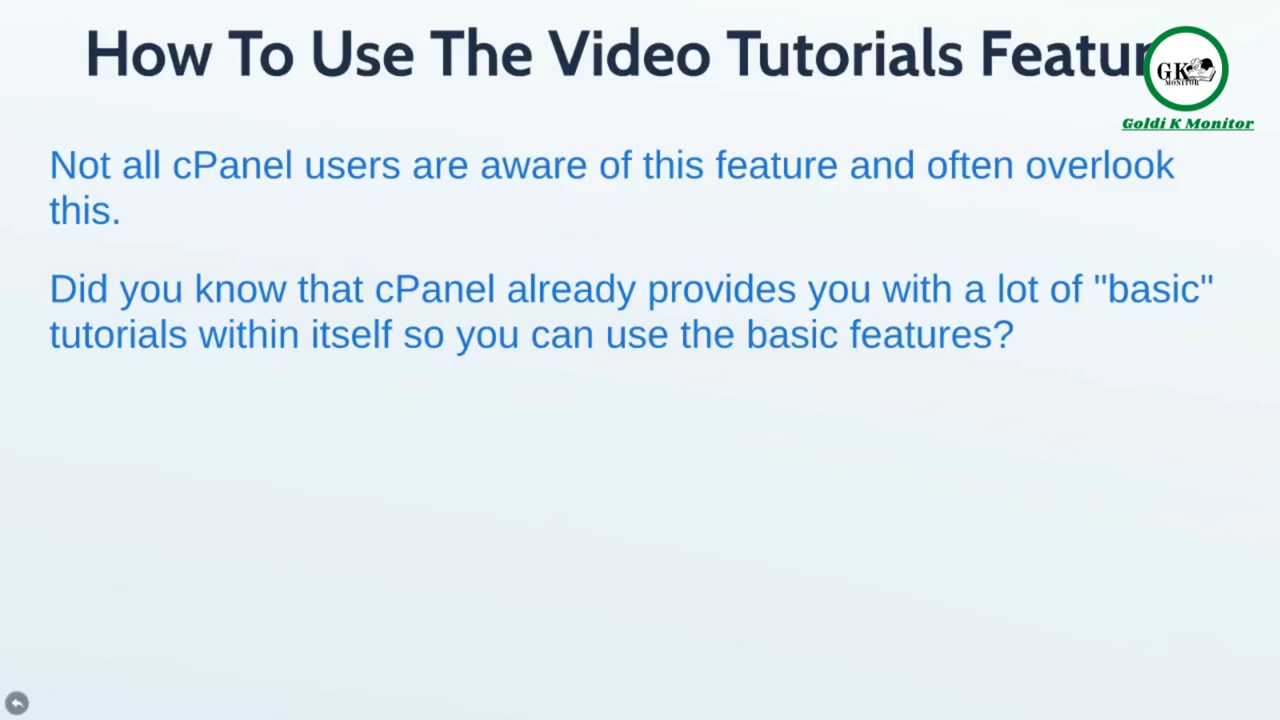 How To Use The Video Tutorials Featur
GK
MONITOR
Goldi K Monitor
Not all cPanel users are aware of this feature and often overlook
this.
Did you know that cPanel already provides you with a lot of "basic"
tutorials within itself so you can use the basic features?